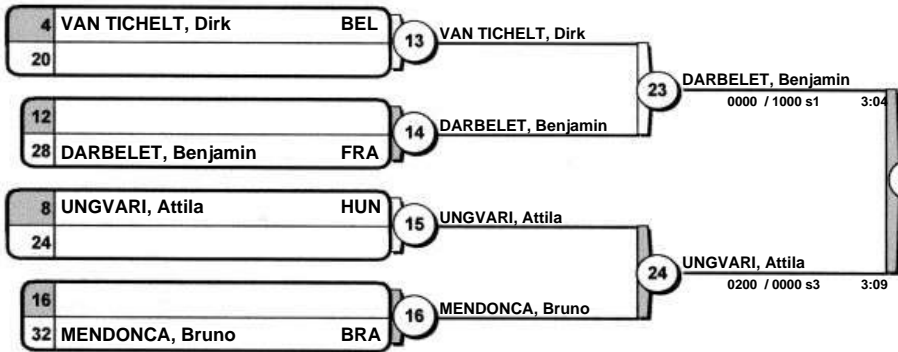 4 VAN TICHELT, Dirk BEL
20
13 VAN TICHELT, Dirk
12
28 DARBELET, Benjamin FRA
14 DARBELET, Benjamin
23 DARBELET, Benjamin
0000 / 1000 s1 3:04
8 UNGVARI, Attila HUN
24
15 UNGVARI, Attila
16
32 MENDONCA, Bruno BRA
16 MENDONCA, Bruno
24 UNGVARI, Attila
0200 / 0000 s3 3:09